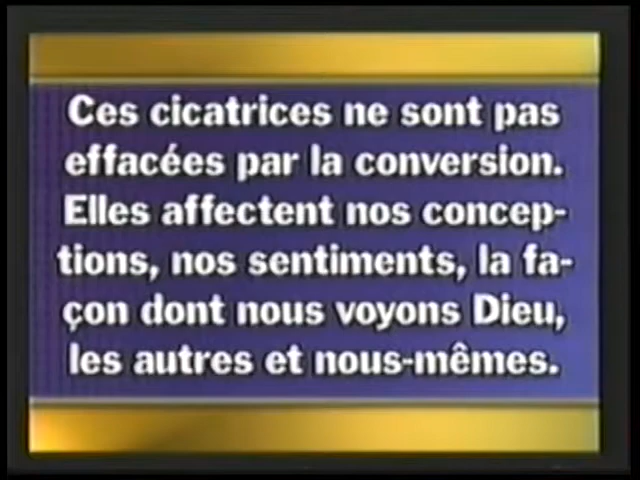 Ces cicatrices ne sont pas
effacées par la conversion.
Elles affectent nos concep-
tions, nos sentiments, la fa-
çon dont nous voyons Dieu,
les autres et nous-mêmes.